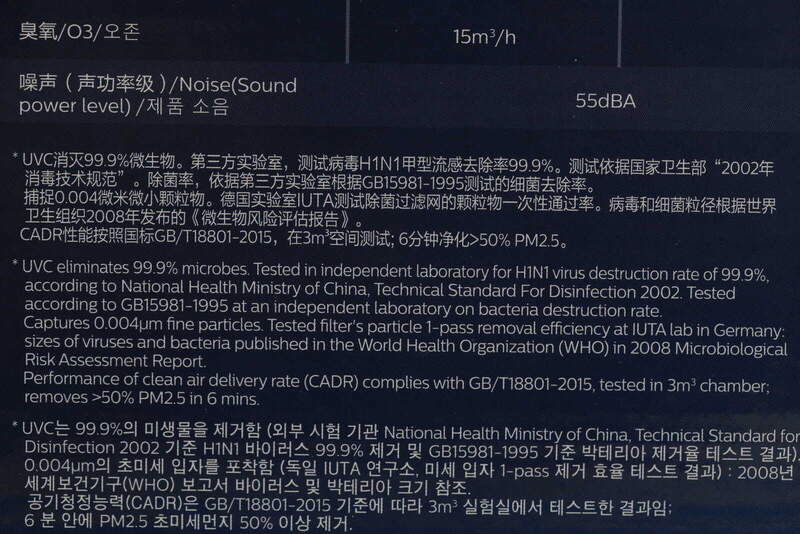 臭氧/O3/오존 15m³/h
噪声（声功率级）/Noise(Sound
power level) /제품 소음 55dBA
* UVC消灭99.9%微生物。第三方实验室，测试病毒H1N1甲型流感去除率99.9%。测试依据国家卫生部“2002年
消毒技术规范”。除菌率，依据第三方实验室根据GB15981-1995测试的细菌去除率。
捕捉0.004微米微小颗粒物。德国实验室IUTA测试除菌过滤网的颗粒物一次性通过率。病毒和细菌粒径根据世界
卫生组织2008年发布的《微生物风险评估报告》。
CADR性能按照国标GB/T18801-2015，在3m³空间测试; 6分钟净化>50% PM2.5。
* UVC eliminates 99.9% microbes. Tested in independent laboratory for H1N1 virus destruction rate of 99.9%,
according to National Health Ministry of China, Technical Standard For Disinfection 2002. Tested
according to GB15981-1995 at an independent laboratory on bacteria destruction rate.
Captures 0.004µm fine particles. Tested filter's particle 1-pass removal efficiency at IUTA lab in Germany:
sizes of viruses and bacteria published in the World Health Organization (WHO) in 2008 Microbiological
Risk Assessment Report.
Performance of clean air delivery rate (CADR) complies with GB/T18801-2015, tested in 3m³ chamber;
removes >50% PM2.5 in 6 mins.
* UVC는 99.9%의 미생물을 제거함 (외부 시험 기관 National Health Ministry of China, Technical Standard for
Disinfection 2002 기준 H1N1 바이러스 99.9% 제거 및 GB15981-1995 기준 박테리아 제거율 테스트 결과).
0.004µm의 초미세 입자를 포착함 (독일 IUTA 연구소, 미세 입자 1-pass 제거 효율 테스트 결과) : 2008년
세계보건기구(WHO) 보고서 바이러스 및 박테리아 크기 참조.
공기청정능력(CADR)은 GB/T18801-2015 기준에 따라 3m³ 실험실에서 테스트한 결과임;
6 분 안에 PM2.5 초미세먼지 50% 이상 제거.